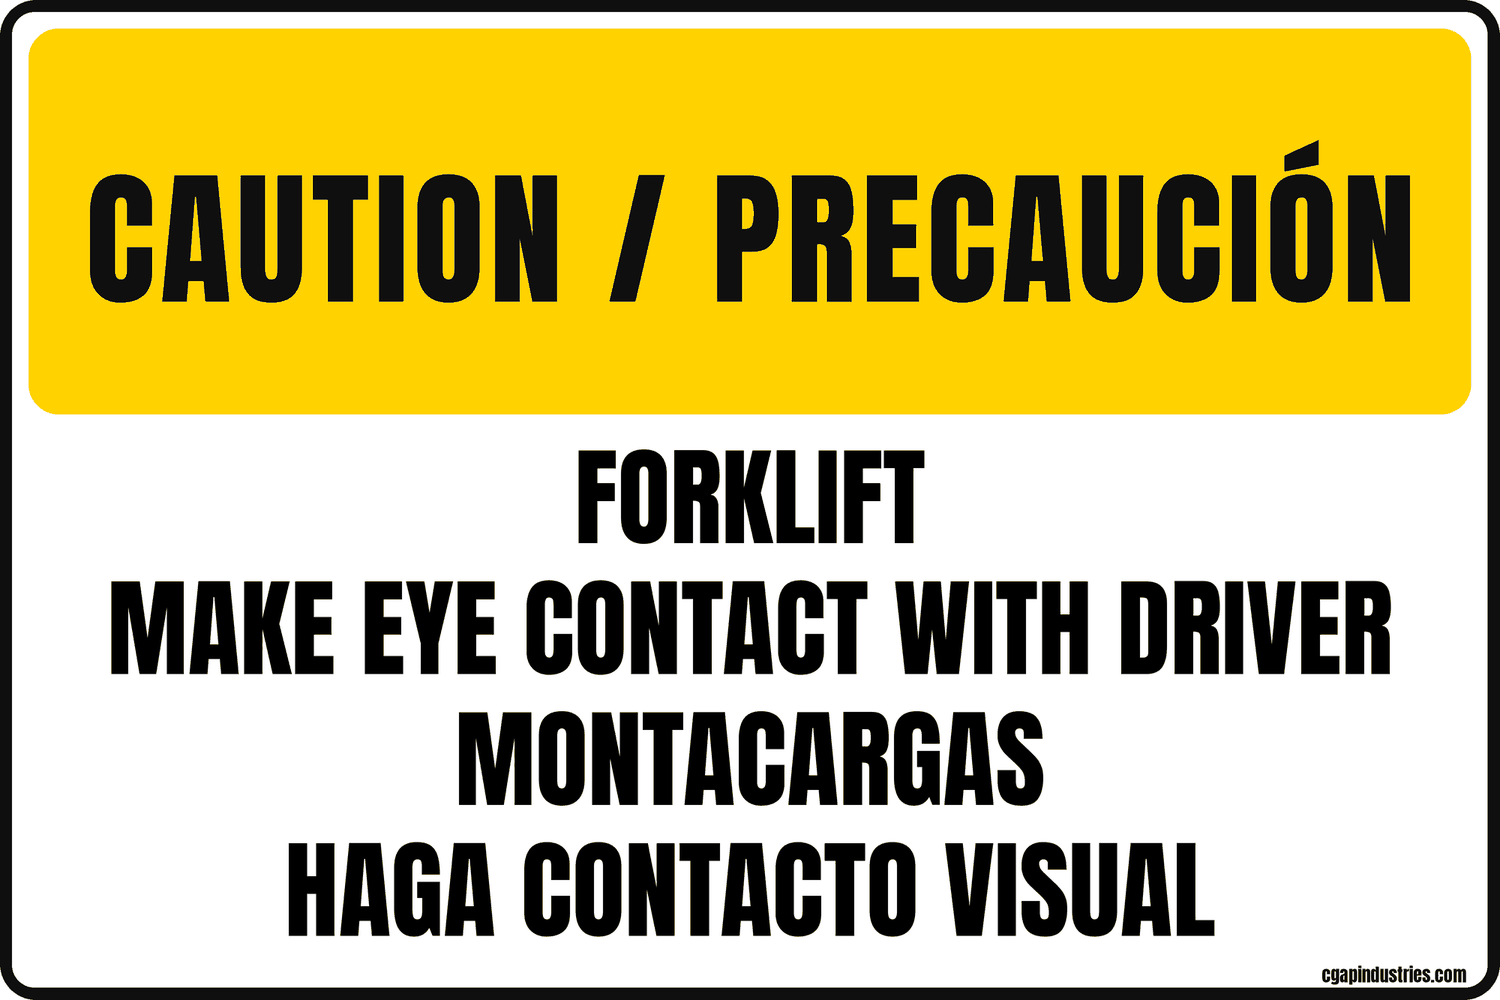 CAUTION / PRECAUCIÓN
FORKLIFT
MAKE EYE CONTACT WITH DRIVER
MONTACARGAS
HAGA CONTACTO VISUAL
cgapindustries.com